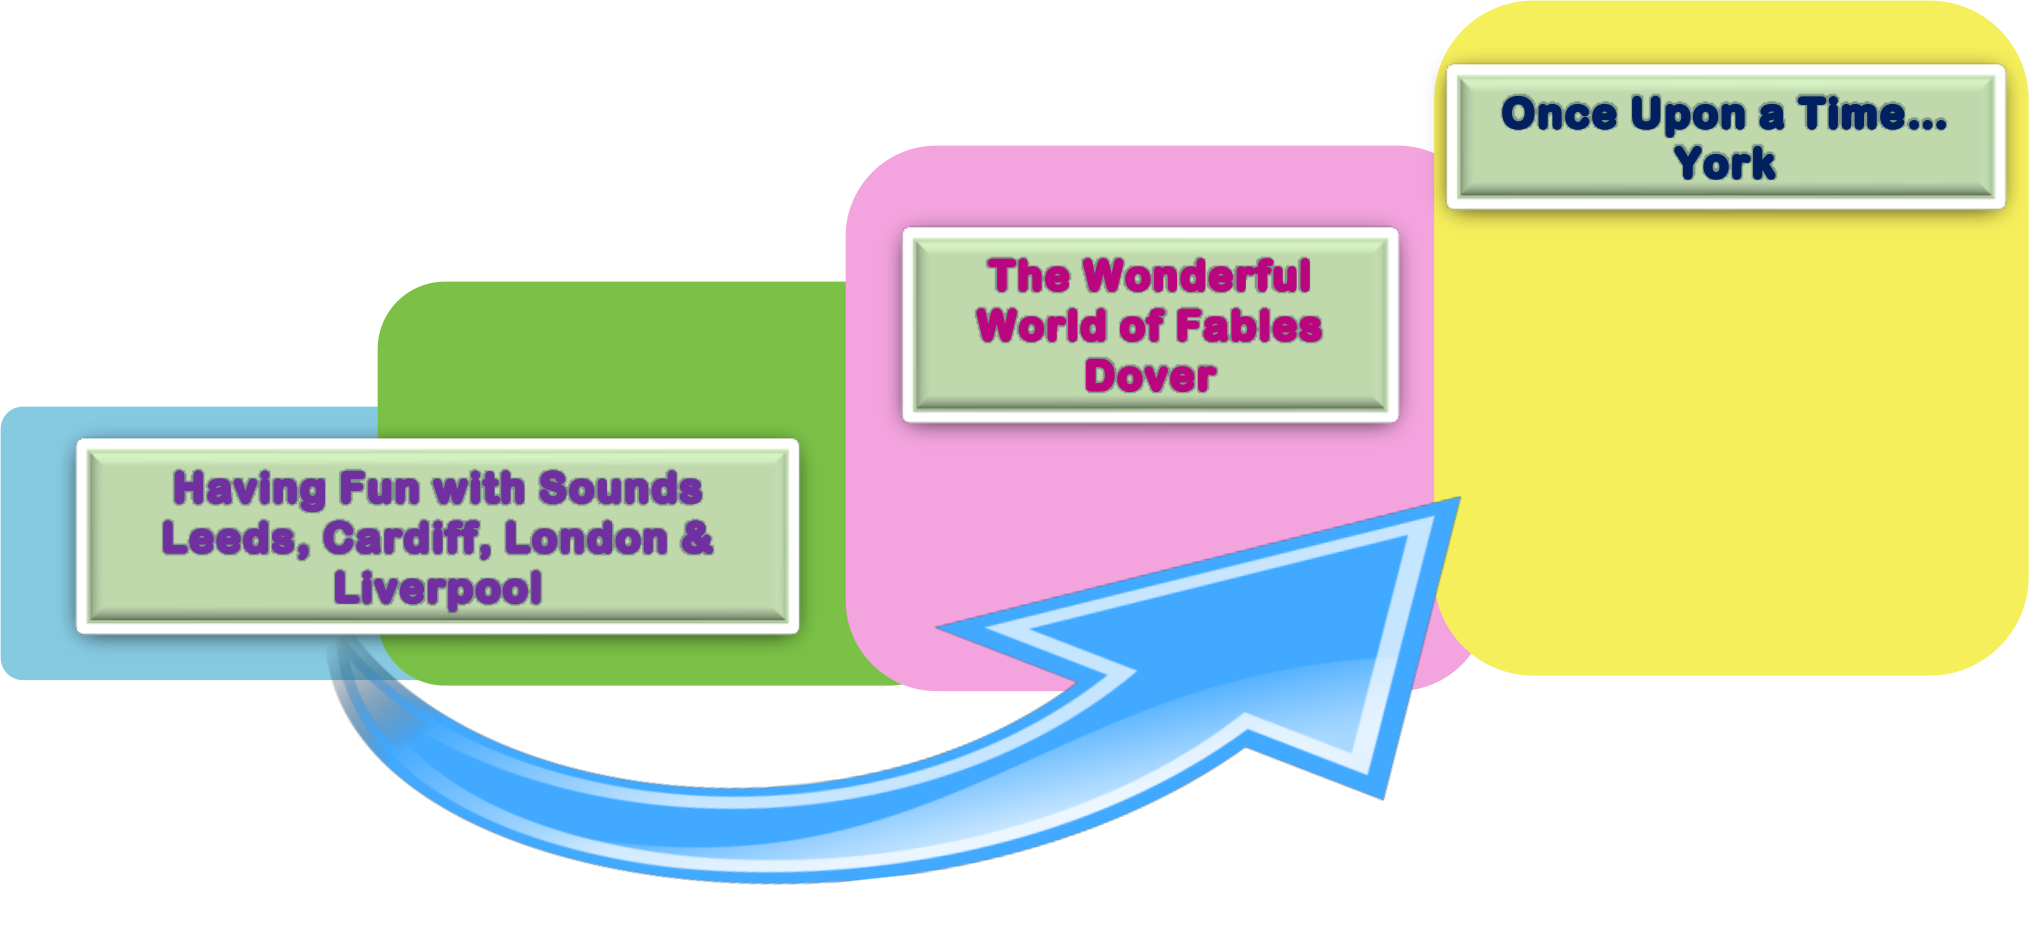 Once Upon a Time...
York
The Wonderful
World of Fables
Dover
Having Fun with Sounds
Leeds, Cardiff, London &
Liverpool